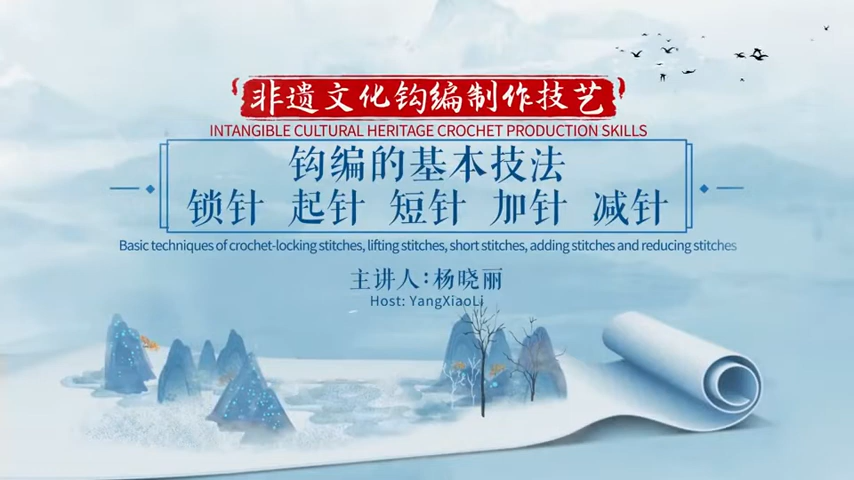 非遗文化钩编制作技艺
INTANGIBLE CULTURAL HERITAGE CROCHET PRODUCTION SKILLS
钩编的基本技法
锁针 起针 短针 加针 减针
Basic techniques of crochet-locking stitches, lifting stitches, short stitches, adding stitches and reducing stitches
主讲人:杨晓丽
Host: YangXiaoLi